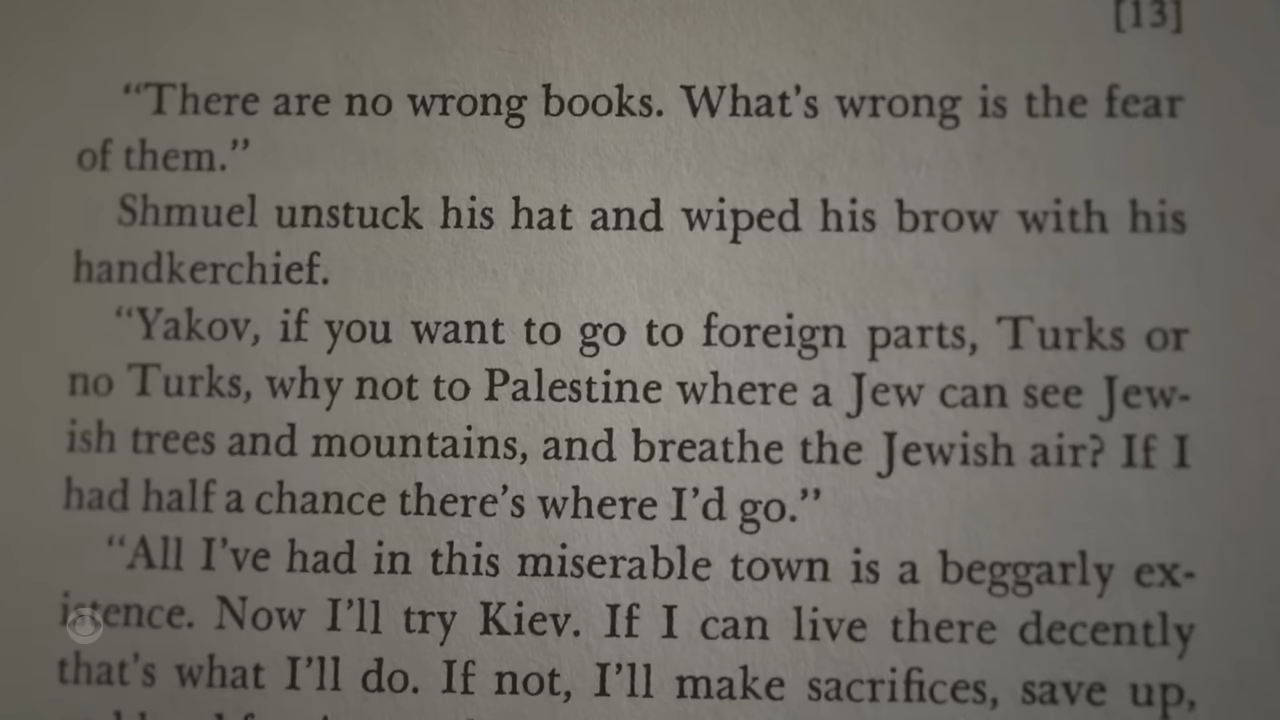 [13]
“There are no wrong books. What’s wrong is the fear
of them.”
Shmuel unstuck his hat and wiped his brow with his
handkerchief.
“Yakov, if you want to go to foreign parts, Turks or
no Turks, why not to Palestine where a Jew can see Jew-
ish trees and mountains, and breathe the Jewish air? If I
had half a chance there’s where I’d go.”
“All I’ve had in this miserable town is a beggarly ex-
istence. Now I’ll try Kiev. If I can live there decently
that’s what I’ll do. If not, I’ll make sacrifices, save up,